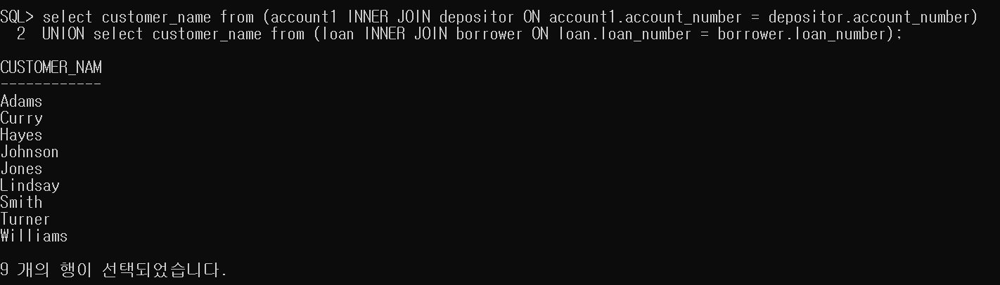 SQL> select customer_name from (account1 INNER JOIN depositor ON account1.account_number = depositor.account_number)
  2  UNION select customer_name from (loan INNER JOIN borrower ON loan.loan_number = borrower.loan_number);
CUSTOMER_NAM
------------
Adams
Curry
Hayes
Johnson
Jones
Lindsay
Smith
Turner
Williams
9 개의 행이 선택되었습니다.